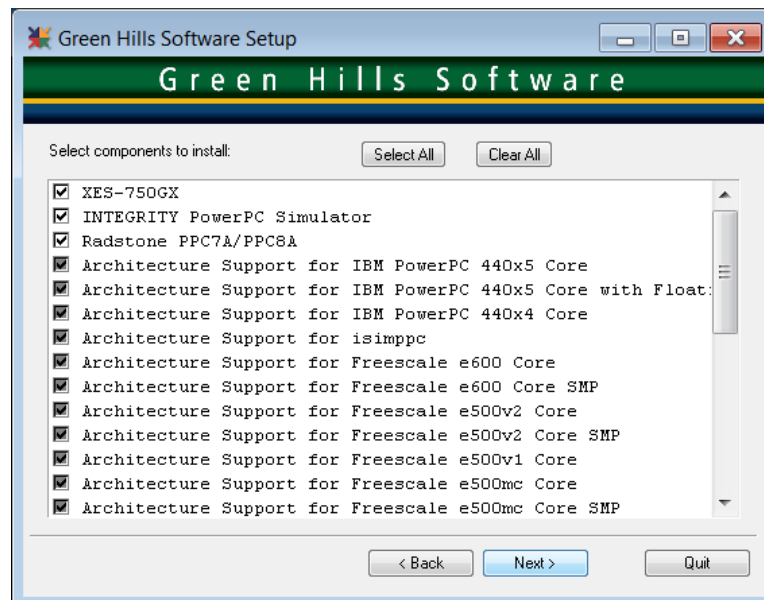 Green Hills Software Setup
Green Hills Software
Select components to install:
Select All
Clear All
XES-750GX
INTEGRITY PowerPC Simulator
Radstone PPC7A/PPC8A
Architecture Support for IBM PowerPC 440x5 Core
Architecture Support for IBM PowerPC 440x5 Core with Float
Architecture Support for IBM PowerPC 440x4 Core
Architecture Support for isimppc
Architecture Support for Freescale e600 Core
Architecture Support for Freescale e600 Core SMP
Architecture Support for Freescale e500v2 Core
Architecture Support for Freescale e500v2 Core SMP
Architecture Support for Freescale e500v1 Core
Architecture Support for Freescale e500mc Core
Architecture Support for Freescale e500mc Core SMP
< Back
Next >
Quit